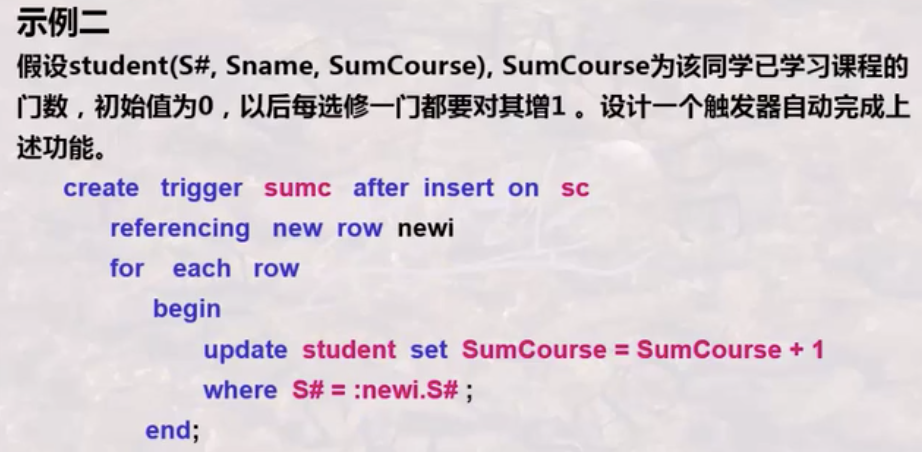 示例二
假设student(S#, Sname, SumCourse), SumCourse为该同学已学习课程的
门数，初始值为0，以后每选修一门都要对其增1 。设计一个触发器自动完成上
述功能。
create trigger sumc after insert on sc
referencing new row newi
for each row
begin
update student set SumCourse = SumCourse + 1
where S# = :newi.S# ;
end;